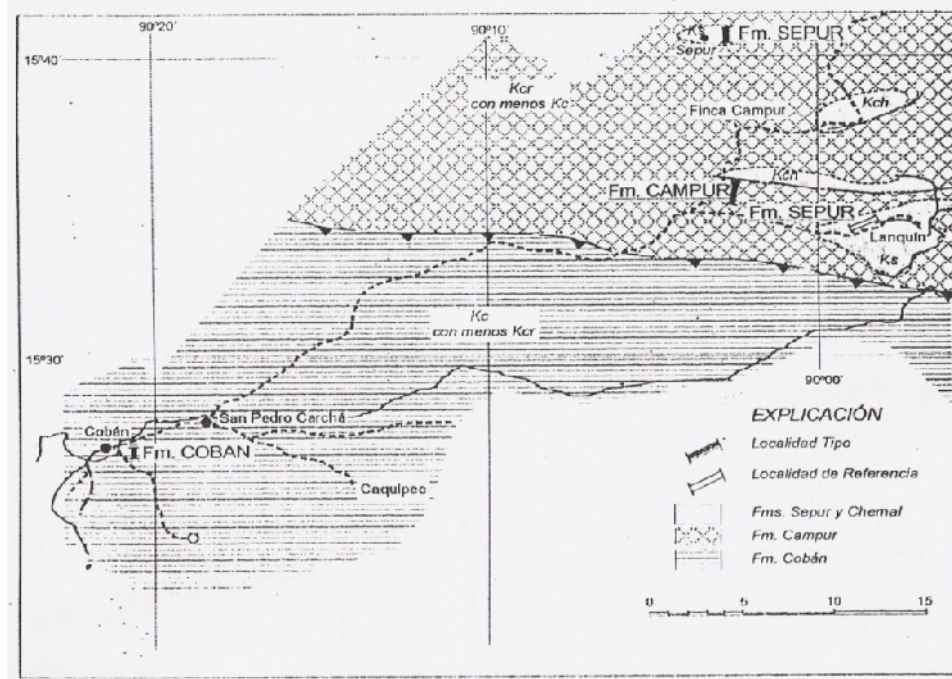 90°20'
90°10'
Ks
Sepur
Fm. SEPUR
15°40'
Kcr
con menos Kc
Kch
Finca Campur
Kch
Fm. CAMPUR
Fm. SEPUR
Lanquín
Ks
Kc
con menos Kcr
15°30'
90°00'
San Pedro Carchá
Cobán
Fm. COBAN
Caquipec
EXPLICACIÓN
Localidad Tipo
Localidad de Referencia
Fms. Sepur y Chemal
Fm. Campur
Fm. Cobán
0 5 10 15